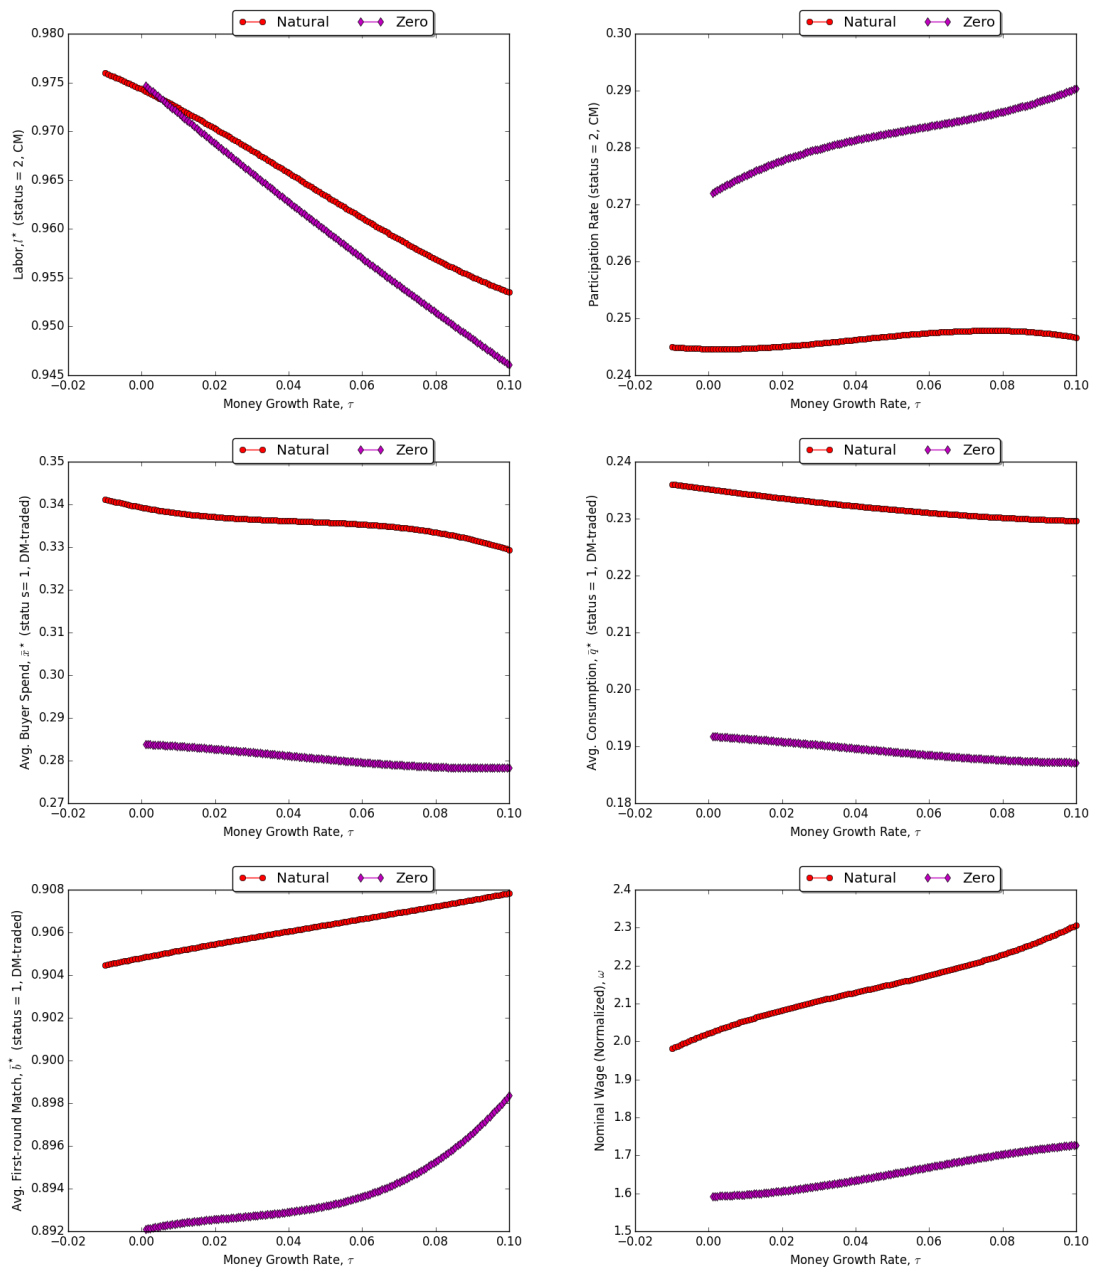 Natural Zero
0.980
0.975
0.970
0.965
0.960
0.955
0.950
0.945
Labor,l* (status = 2, CM)
−0.02 0.00 0.02 0.04 0.06 0.08 0.10
Money Growth Rate, τ
Natural Zero
0.30
0.29
0.28
0.27
0.26
0.25
0.24
Participation Rate (status = 2, CM)
−0.02 0.00 0.02 0.04 0.06 0.08 0.10
Money Growth Rate, τ
Natural Zero
0.35
0.34
0.33
0.32
0.31
0.30
0.29
0.28
0.27
Avg. Buyer Spend, x̄* (statu s= 1, DM-traded)
−0.02 0.00 0.02 0.04 0.06 0.08 0.10
Money Growth Rate, τ
Natural Zero
0.24
0.23
0.22
0.21
0.20
0.19
0.18
Avg. Consumption, q̄* (status = 1, DM-traded)
−0.02 0.00 0.02 0.04 0.06 0.08 0.10
Money Growth Rate, τ
Natural Zero
0.908
0.906
0.904
0.902
0.900
0.898
0.896
0.894
0.892
Avg. First-round Match, b̄* (status = 1, DM-traded)
−0.02 0.00 0.02 0.04 0.06 0.08 0.10
Money Growth Rate, τ
Natural Zero
2.4
2.3
2.2
2.1
2.0
1.9
1.8
1.7
1.6
1.5
Nominal Wage (Normalized), ω
−0.02 0.00 0.02 0.04 0.06 0.08 0.10
Money Growth Rate, τ